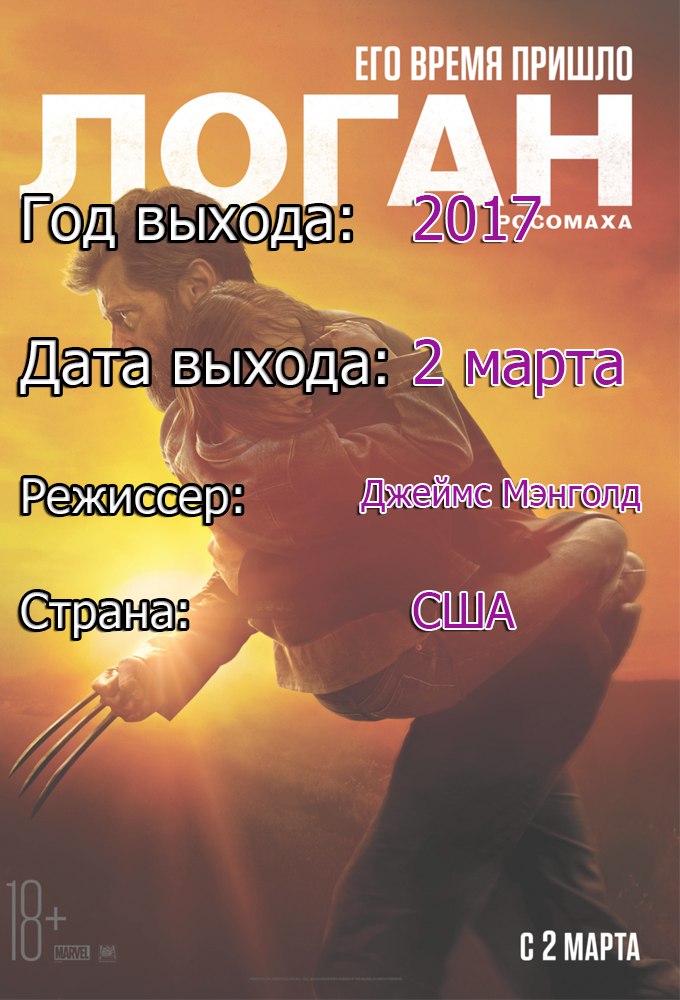 ЕГО ВРЕМЯ ПРИШЛО
ЛОГАН
РОСОМАХА
Год выхода: 2017
Дата выхода: 2 марта
Режиссер: Джеймс Мэнголд
Страна: США
18+
MARVEL
С 2 МАРТА